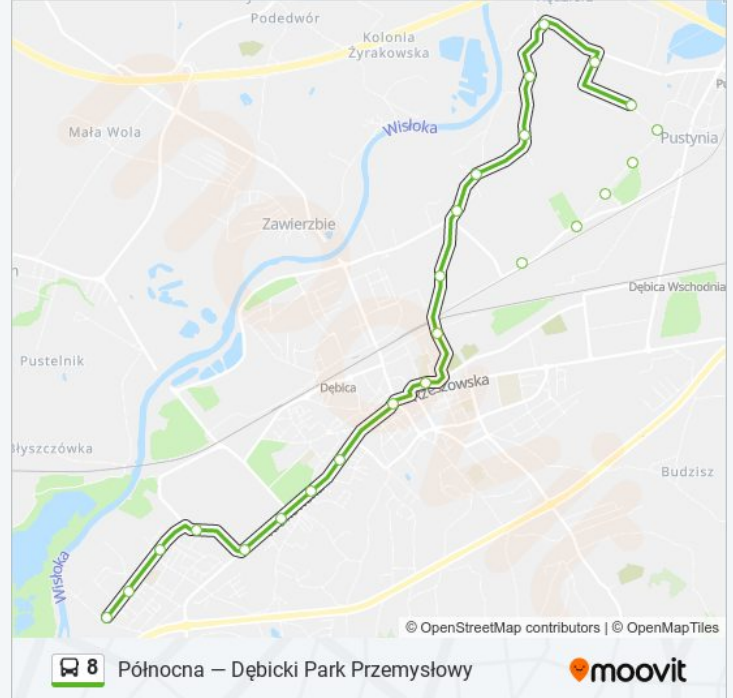 Podedwór
Kolonia
Żyrakowska
Mała Wola
Wisłoka
Pustynia
Zawierzbie
Dębica Wschodnia
Pustelnik
Dębica
Błyszczówka
Budzisz
Wisłoka
© OpenStreetMap contributors | © OpenMapTiles
8 Północna — Dębicki Park Przemysłowy moovit